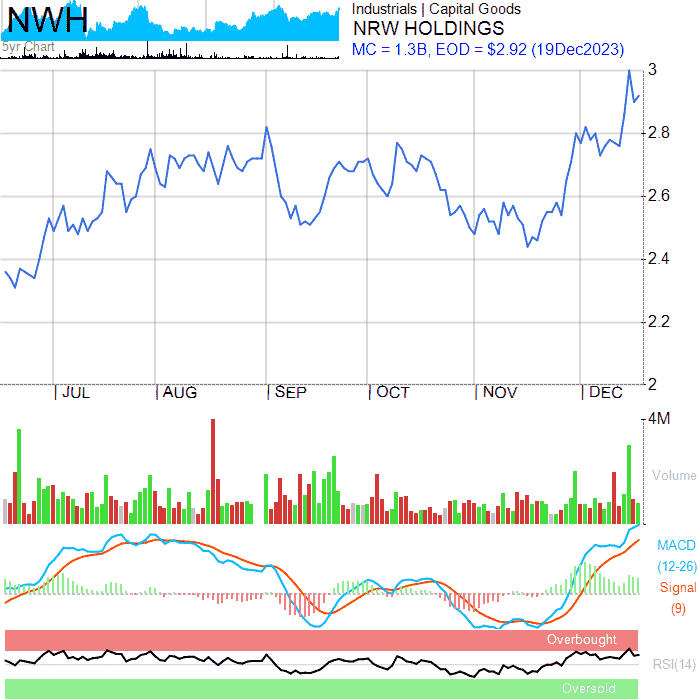 NWH
5yr Chart
Industrials | Capital Goods
NRW HOLDINGS
MC = 1.3B, EOD = $2.92 (19Dec2023)
3
2.8
2.6
2.4
2.2
2
JUL AUG SEP OCT NOV DEC
4M
Volume
MACD
(12-26)
Signal
(9)
Overbought
RSI(14)
Oversold